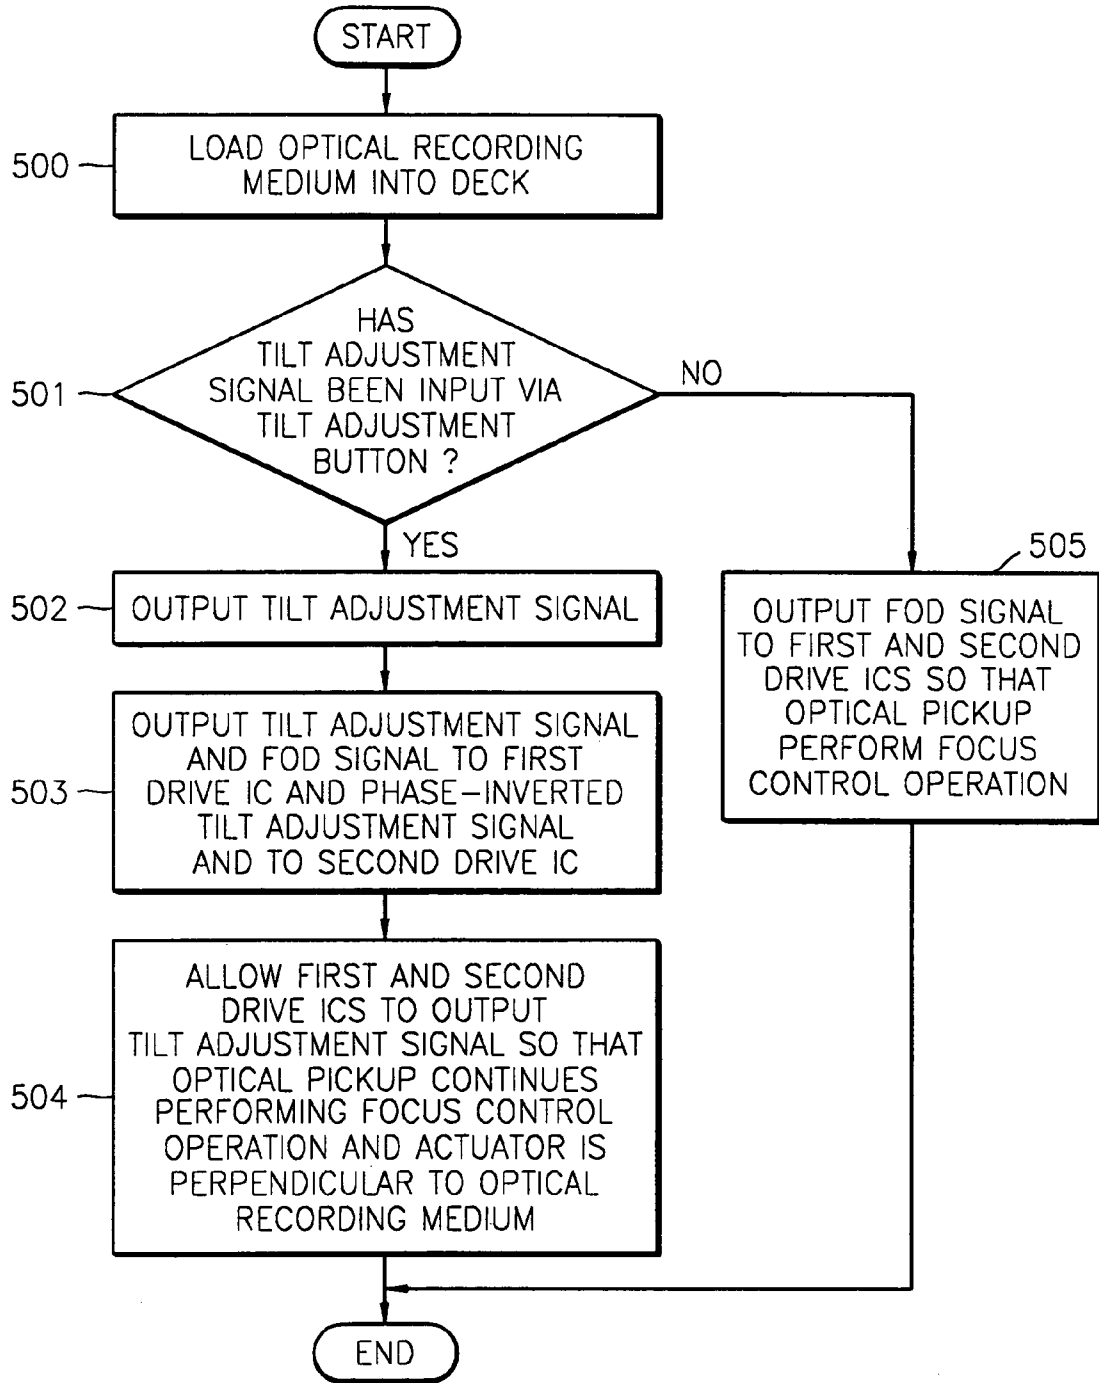 START
500
LOAD OPTICAL RECORDING
MEDIUM INTO DECK
501
HAS
TILT ADJUSTMENT
SIGNAL BEEN INPUT VIA
TILT ADJUSTMENT
BUTTON ?
NO
YES
502
OUTPUT TILT ADJUSTMENT SIGNAL
503
OUTPUT TILT ADJUSTMENT SIGNAL
AND FOD SIGNAL TO FIRST
DRIVE IC AND PHASE-INVERTED
TILT ADJUSTMENT SIGNAL
AND TO SECOND DRIVE IC
504
ALLOW FIRST AND SECOND
DRIVE ICS TO OUTPUT
TILT ADJUSTMENT SIGNAL SO THAT
OPTICAL PICKUP CONTINUES
PERFORMING FOCUS CONTROL
OPERATION AND ACTUATOR IS
PERPENDICULAR TO OPTICAL
RECORDING MEDIUM
505
OUTPUT FOD SIGNAL
TO FIRST AND SECOND
DRIVE ICS SO THAT
OPTICAL PICKUP
PERFORM FOCUS
CONTROL OPERATION
END